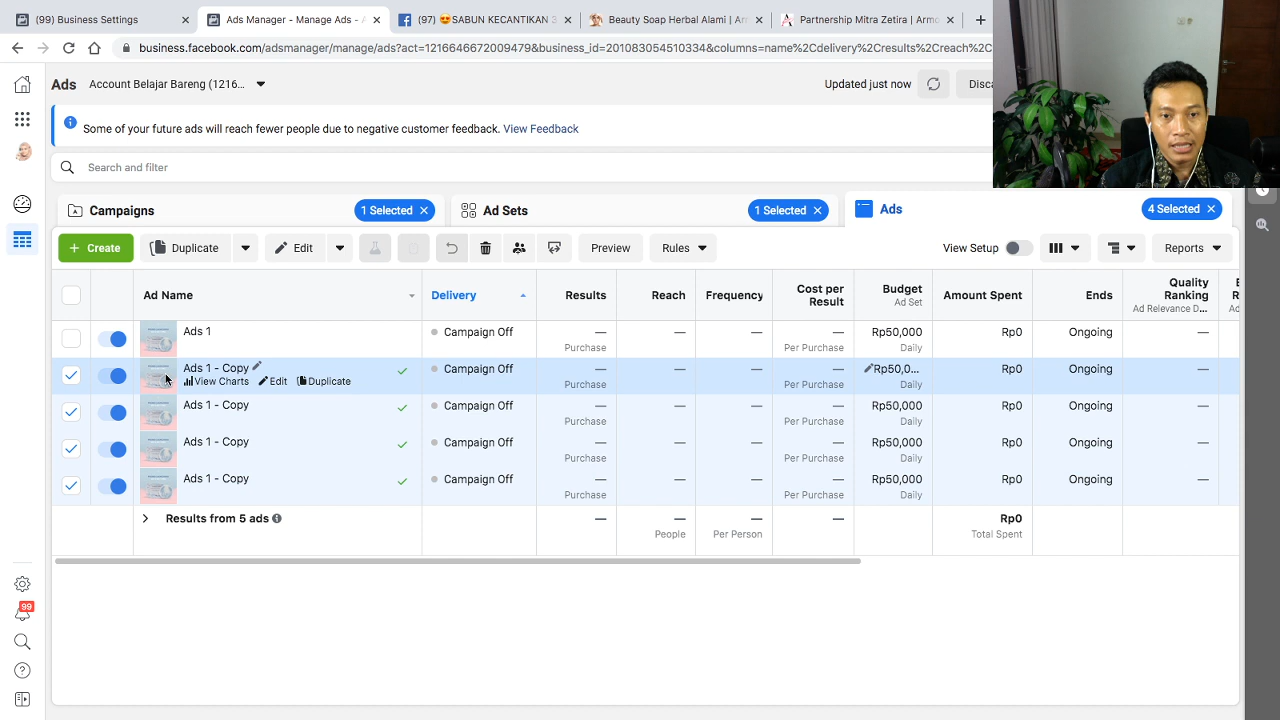 (99) Business Settings
Ads Manager - Manage Ads - A
(97) 😍SABUN KECANTIKAN 3
Beauty Soap Herbal Alami | Arm
Partnership Mitra Zetira | Armo
business.facebook.com/adsmanager/manage/ads?act=1216646672009479&business_id=201083054510334&columns=name%2Cdelivery%2Cresults%2Creach%2C
Ads
Account Belajar Bareng (1216...
Updated just now
Disca
Some of your future ads will reach fewer people due to negative customer feedback. View Feedback
Search and filter
Campaigns
1 Selected
Ad Sets
1 Selected
Ads
4 Selected
+ Create
Duplicate
Edit
Preview
Rules
View Setup
Reports
Ad Name
Delivery
Results
Reach
Frequency
Cost per Result
Budget
Ad Set
Amount Spent
Ends
Quality Ranking
Ad Relevance D...
Ads 1
Campaign Off
—
Purchase
—
—
—
Per Purchase
Rp50,000
Daily
Rp0
Ongoing
—
Ads 1 - Copy
View Charts
Edit
Duplicate
Campaign Off
—
Purchase
—
—
—
Per Purchase
Rp50,0...
Daily
Rp0
Ongoing
—
Ads 1 - Copy
Campaign Off
—
Purchase
—
—
—
Per Purchase
Rp50,000
Daily
Rp0
Ongoing
—
Ads 1 - Copy
Campaign Off
—
Purchase
—
—
—
Per Purchase
Rp50,000
Daily
Rp0
Ongoing
—
Ads 1 - Copy
Campaign Off
—
Purchase
—
—
—
Per Purchase
Rp50,000
Daily
Rp0
Ongoing
—
Results from 5 ads
—
—
People
—
Per Person
—
Rp0
Total Spent
99